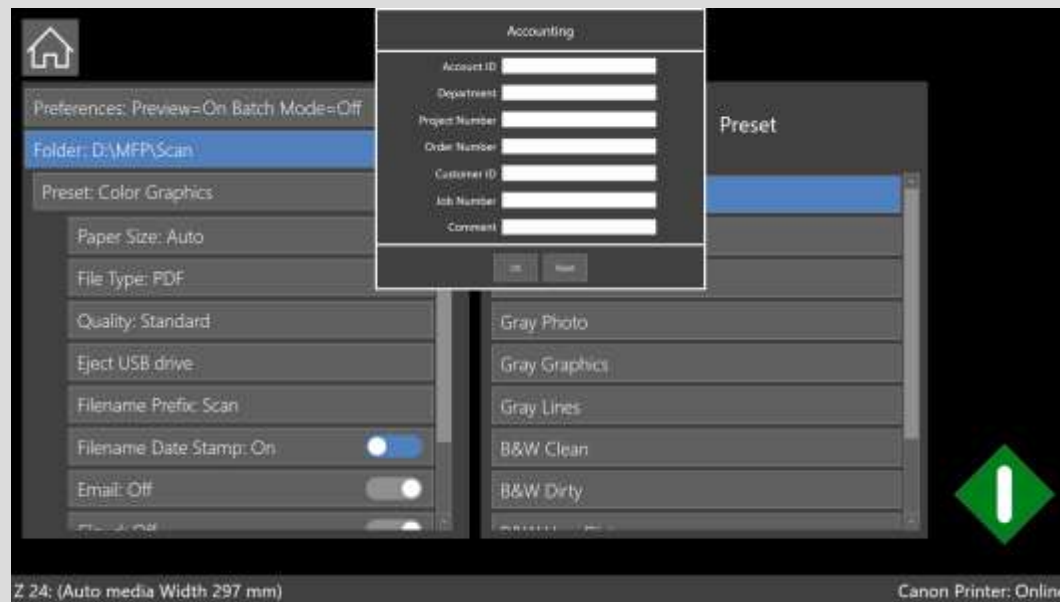 Accounting
Account ID
Department
Project Number
Order Number
Customer ID
Job Number
Comment
OK
Reset
Preferences: Preview=On Batch Mode=Off
Folder: D:\MFP\Scan
Preset: Color Graphics
Paper Size: Auto
File Type: PDF
Quality: Standard
Eject USB drive
Filename Prefix: Scan
Filename Date Stamp: On
Email: Off
Preset
Gray Photo
Gray Graphics
Gray Lines
B&W Clean
B&W Dirty
Z 24: (Auto media Width 297 mm)
Canon Printer: Online